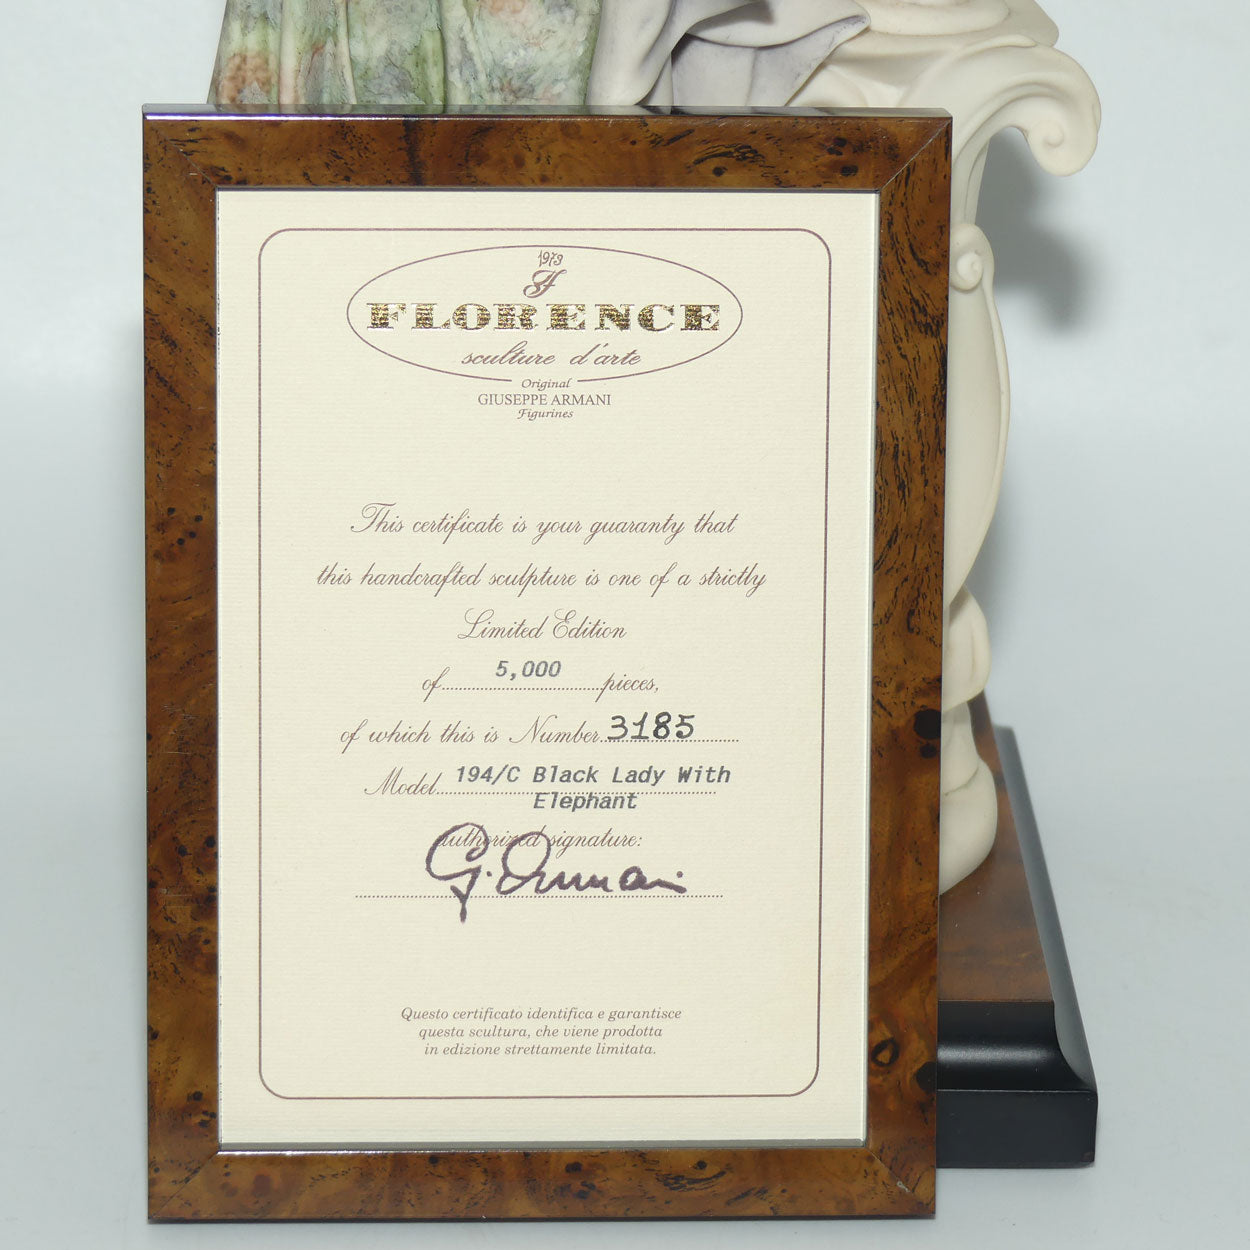 1973
FLORENCE
sculture d'arte
Original
GIUSEPPE ARMANI
Figurines
This certificate is your guaranty that
this handcrafted sculpture is one of a strictly
Limited Edition
of 5,000 pieces,
of which this is Number 3185
Model 194/C Black Lady With
Elephant
authorized signature:
G. Armani
Questo certificato identifica e garantisce
questa scultura, che viene prodotta
in edizione strettamente limitata.